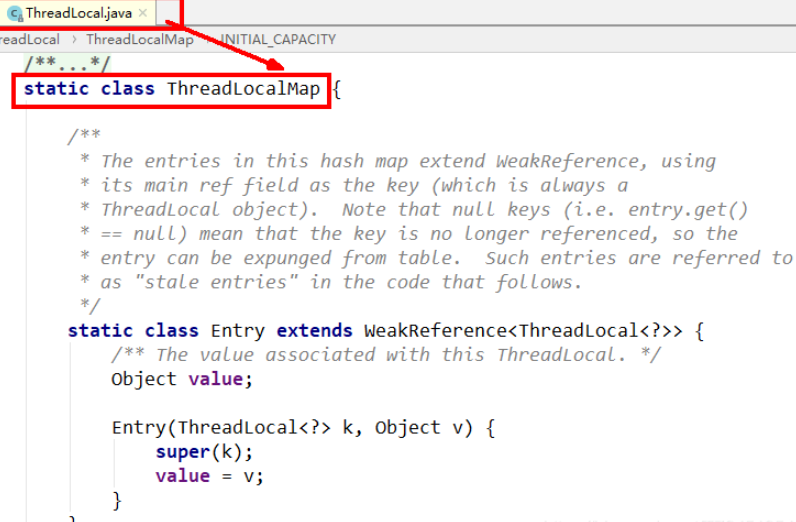 ThreadLocal.java ×
readLocal › ThreadLocalMap › INITIAL_CAPACITY
/**...*/
static class ThreadLocalMap {
/**
* The entries in this hash map extend WeakReference, using
* its main ref field as the key (which is always a
* ThreadLocal object).  Note that null keys (i.e. entry.get()
* == null) mean that the key is no longer referenced, so the
* entry can be expunged from table.  Such entries are referred to
* as "stale entries" in the code that follows.
*/
static class Entry extends WeakReference<ThreadLocal<?>> {
/** The value associated with this ThreadLocal. */
Object value;
Entry(ThreadLocal<?> k, Object v) {
super(k);
value = v;
}
}